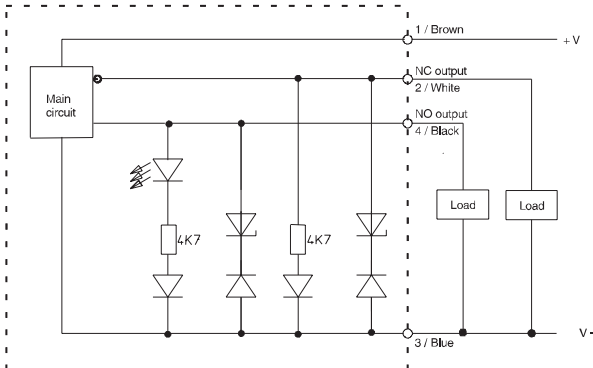 1 / Brown
+ V
NC output
2 / White
Main
circuit
NO output
4 / Black
Load
Load
4K7
4K7
3 / Blue
V -